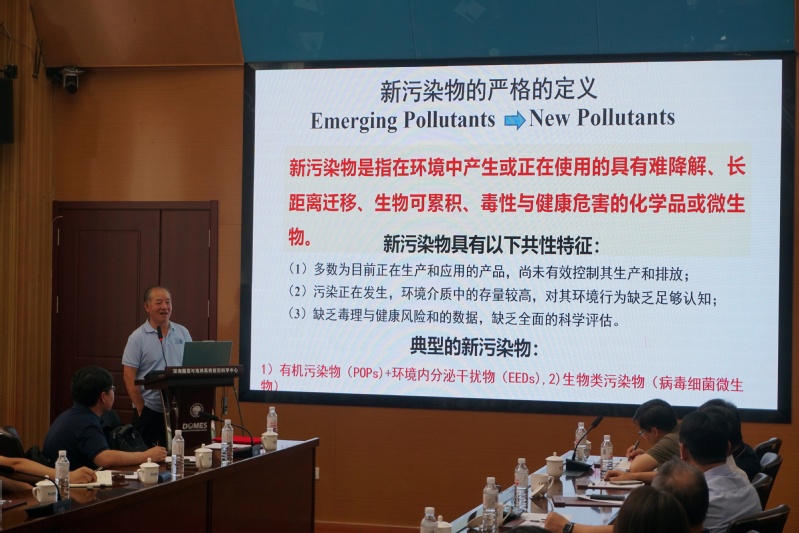 新污染物的严格的定义
Emerging Pollutants New Pollutants
新污染物是指在环境中产生或正在使用的具有难降解、长
距离迁移、生物可累积、毒性与健康危害的化学品或微生
物。
新污染物具有以下共性特征：
（1）多数为目前正在生产和应用的产品，尚未有效控制其生产和排放；
（2）污染正在发生，环境介质中的存量较高，对其环境行为缺乏足够认知；
（3）缺乏毒理与健康风险和的数据，缺乏全面的科学评估。
典型的新污染物：
1）有机污染物（POPs)+环境内分泌干扰物（EEDs),2)生物类污染物（病毒细菌微生
物）
DOMES